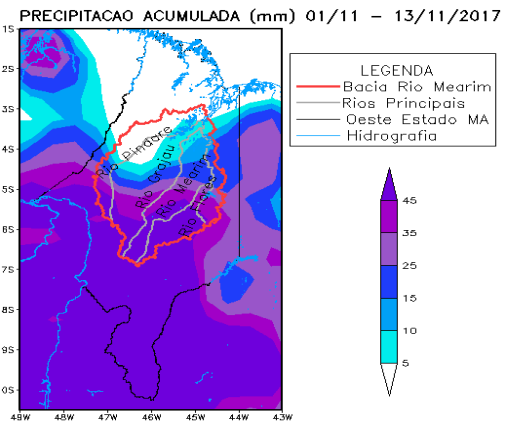 PRECIPITACAO ACUMULADA (mm) 01/11 – 13/11/2017
1S
2S
3S
4S
5S
6S
7S
8S
9S
10S
48W 48W 47W 46W 45W 44W 43W
LEGENDA
Bacia Rio Mearim
Rios Principais
Oeste Estado MA
Hidrografia
Rio Pindare
Rio Grajau
Rio Mearim
Rio Flores
45
35
25
15
10
5